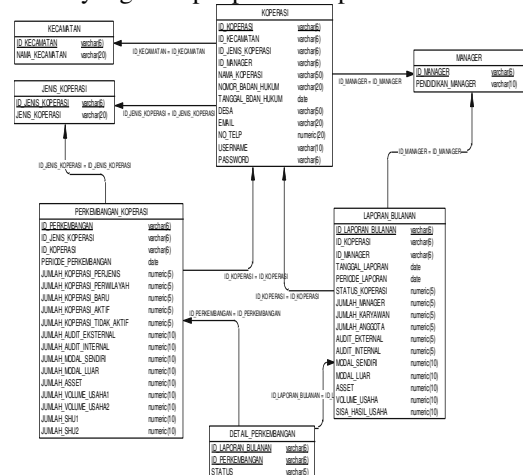 KOPERASI
ID_KOPERASI varchar(6)
ID_KECAMATAN varchar(6)
ID_JENIS_KOPERASI varchar(6)
ID_MANAGER varchar(6)
NAMA_KOPERASI varchar(50)
NOMOR_BADAN_HUKUM varchar(20)
TANGGAL_BDAN_HUKUM date
DESA varchar(50)
EMAIL varchar(20)
NO_TELP numeric(20)
USERNAME varchar(10)
PASSWORD varchar(6)
KECAMATAN
ID_KECAMATAN varchar(6)
NAMA_KECAMATAN varchar(20)
ID_KECAMATAN = ID_KECAMATAN
MANAGER
ID_MANAGER varchar(6)
PENDIDIKAN_MANAGER varchar(10)
ID_MANAGER = ID_MANAGER
JENIS_KOPERASI
ID_JENIS_KOPERASI varchar(6)
JENIS_KOPERASI varchar(20)
ID_JENIS_KOPERASI = ID_JENIS_KOPERASI
ID_MANAGER = ID_MANAGER
ID_JENIS_KOPERASI = ID_JENIS_KOPERASI
PERKEMBANGAN_KOPERASI
ID_PERKEMBANGAN varchar(6)
ID_JENIS_KOPERASI varchar(6)
ID_KOPERASI varchar(6)
PERIODE_PERKEMBANGAN date
JUMLAH_KOPERASI_PERJENIS numeric(5)
JUMLAH_KOPERASI_PERWILAYAH numeric(5)
JUMLAH_KOPERASI_BARU numeric(5)
JUMLAH_KOPERASI_AKTIF numeric(5)
JUMLAH_KOPERASI_TIDAK_AKTIF numeric(5)
JUMLAH_AUDIT_EKSTERNAL numeric(10)
JUMLAH_AUDIT_INTERNAL numeric(10)
JUMLAH_MODAL_SENDIRI numeric(10)
JUMLAH_MODAL_LUAR numeric(10)
JUMLAH_ASSET numeric(10)
JUMLAH_VOLUME_USAHA1 numeric(10)
JUMLAH_VOLUME_USAHA2 numeric(10)
JUMLAH_SHU1 numeric(10)
JUMLAH_SHU2 numeric(10)
LAPORAN_BULANAN
ID_LAPORAN_BULANAN varchar(6)
ID_KOPERASI varchar(6)
ID_MANAGER varchar(6)
TANGGAL_LAPORAN date
PERIODE_LAPORAN date
STATUS_KOPERASI numeric(5)
JUMLAH_MANAGER numeric(5)
JUMLAH_KARYAWAN numeric(5)
JUMLAH_ANGGOTA numeric(5)
AUDIT_EKTERNAL numeric(5)
AUDIT_INTERNAL numeric(5)
MODAL_SENDIRI numeric(10)
MODAL_LUAR numeric(10)
ASSET numeric(10)
VOLUME_USAHA numeric(10)
SISA_HASIL_USAHA numeric(10)
ID_KOPERASI = ID_KOPERASI
ID_KOPERASI = ID_KOPERASI
ID_PERKEMBANGAN = ID_PERKEMBANGAN
ID_LAPORAN_BULANAN = ID_L
DETAIL_PERKEMBANGAN
ID_LAPORAN_BULANAN varchar(6)
ID_PERKEMBANGAN varchar(6)
STATUS varchar(5)